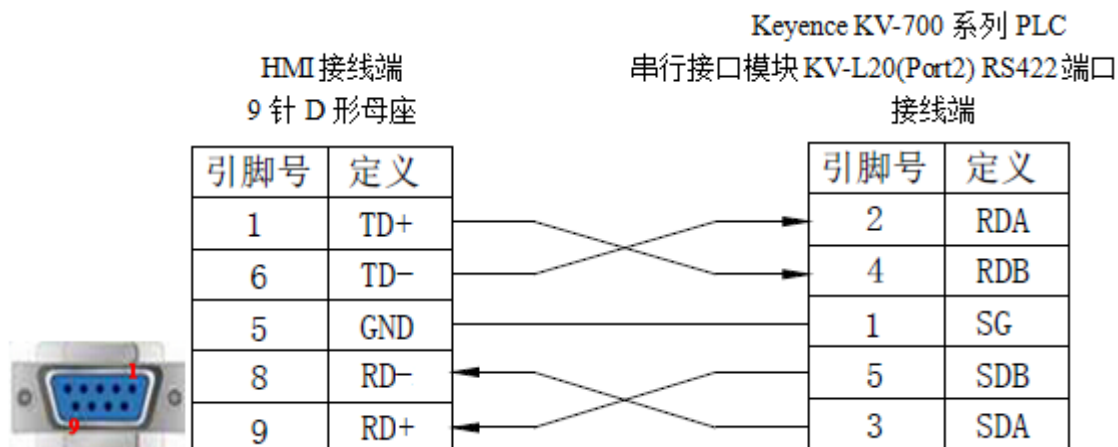 Keyence KV-700 系列 PLC
HMI接线端
串行接口模块 KV-L20(Port2) RS422端口
9 针 D 形母座
接线端
引脚号 定义
引脚号 定义
1 TD+
2 RDA
6 TD-
4 RDB
5 GND
1 SG
8 RD-
5 SDB
9 RD+
3 SDA
1
9